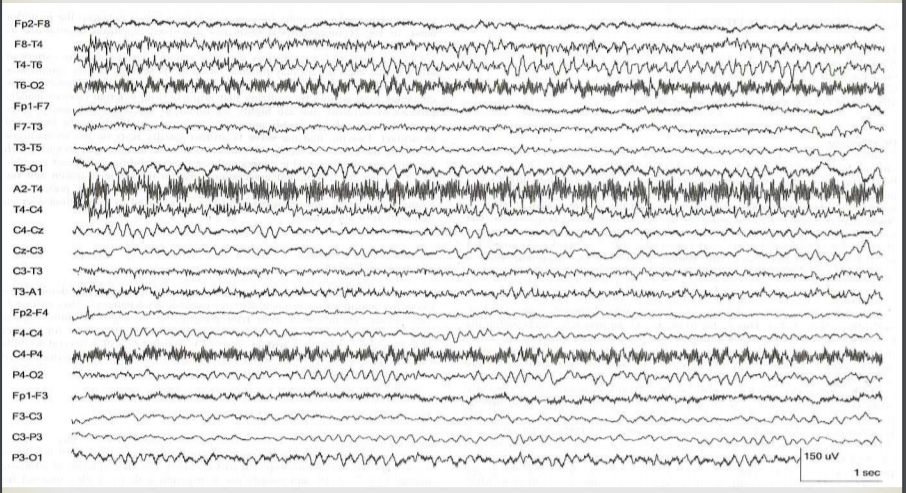 Fp2-F8
F8-T4
T4-T6
T6-O2
Fp1-F7
F7-T3
T3-T5
T5-O1
A2-T4
T4-C4
C4-Cz
Cz-C3
C3-T3
T3-A1
Fp2-F4
F4-C4
C4-P4
P4-O2
Fp1-F3
F3-C3
C3-P3
P3-O1
150 uV
1 sec